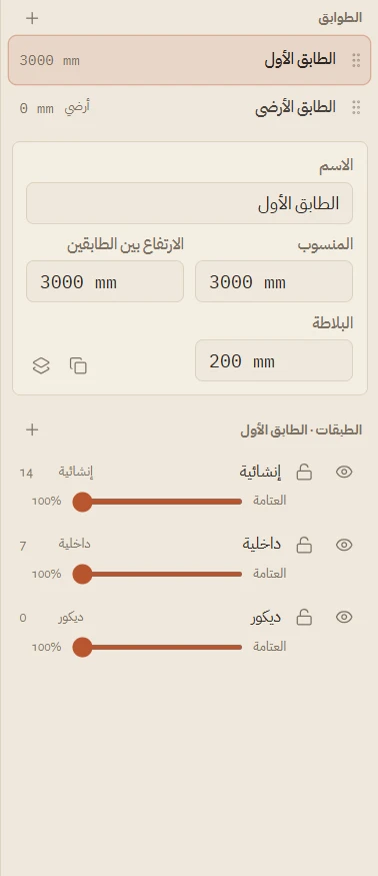 الطوابق
الطابق الأول 3000 mm
الطابق الأرضي أرضي 0 mm
الاسم
الطابق الأول
المنسوب الارتفاع بين الطابقين
3000 mm 3000 mm
البلاطة
200 mm
الطبقات · الطابق الأول
إنشائية إنشائية 14
العتامة 100%
داخلية داخلية 7
العتامة 100%
ديكور ديكور 0
العتامة 100%